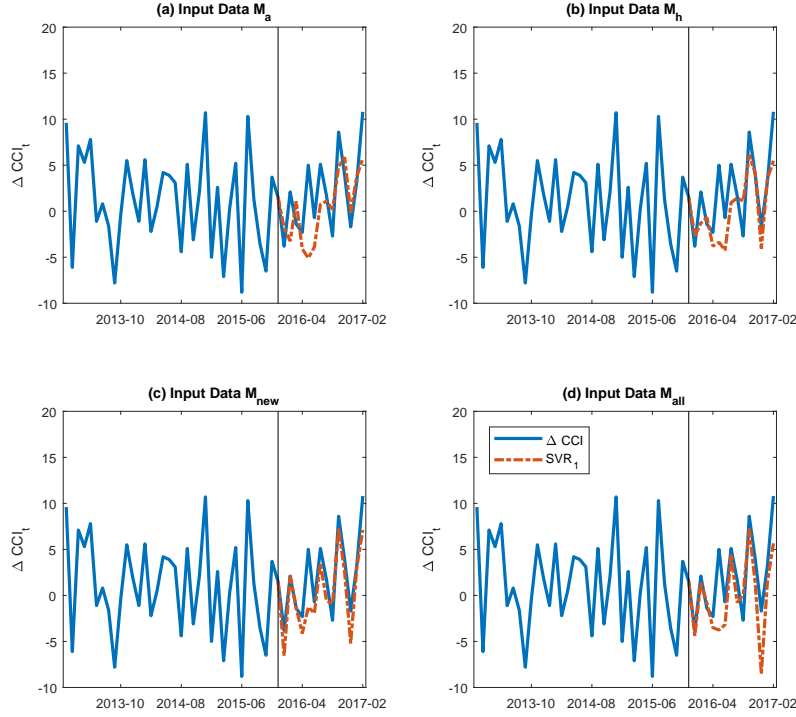 (a) Input Data M_a
20
15
10
5
0
-5
-10
Δ CCI_t
2013-10 2014-08 2015-06 2016-04 2017-02
(b) Input Data M_h
20
15
10
5
0
-5
-10
Δ CCI_t
2013-10 2014-08 2015-06 2016-04 2017-02
(c) Input Data M_new
20
15
10
5
0
-5
-10
Δ CCI_t
2013-10 2014-08 2015-06 2016-04 2017-02
(d) Input Data M_all
20
15
10
5
0
-5
-10
Δ CCI_t
Δ CCI
SVR_1
2013-10 2014-08 2015-06 2016-04 2017-02